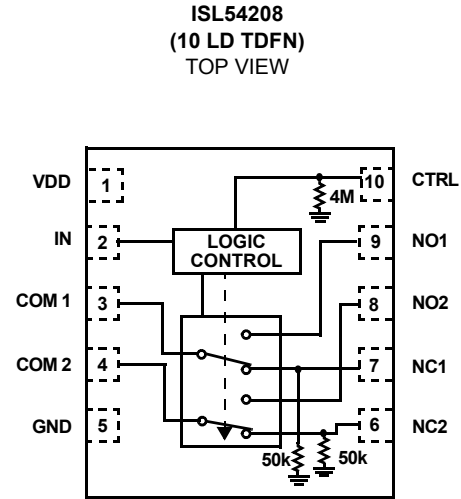 ISL54208
(10 LD TDFN)
TOP VIEW
VDD
1
10
CTRL
4M
IN
2
LOGIC
CONTROL
9
NO1
COM 1
3
8
NO2
COM 2
4
7
NC1
GND
5
6
NC2
50k
50k